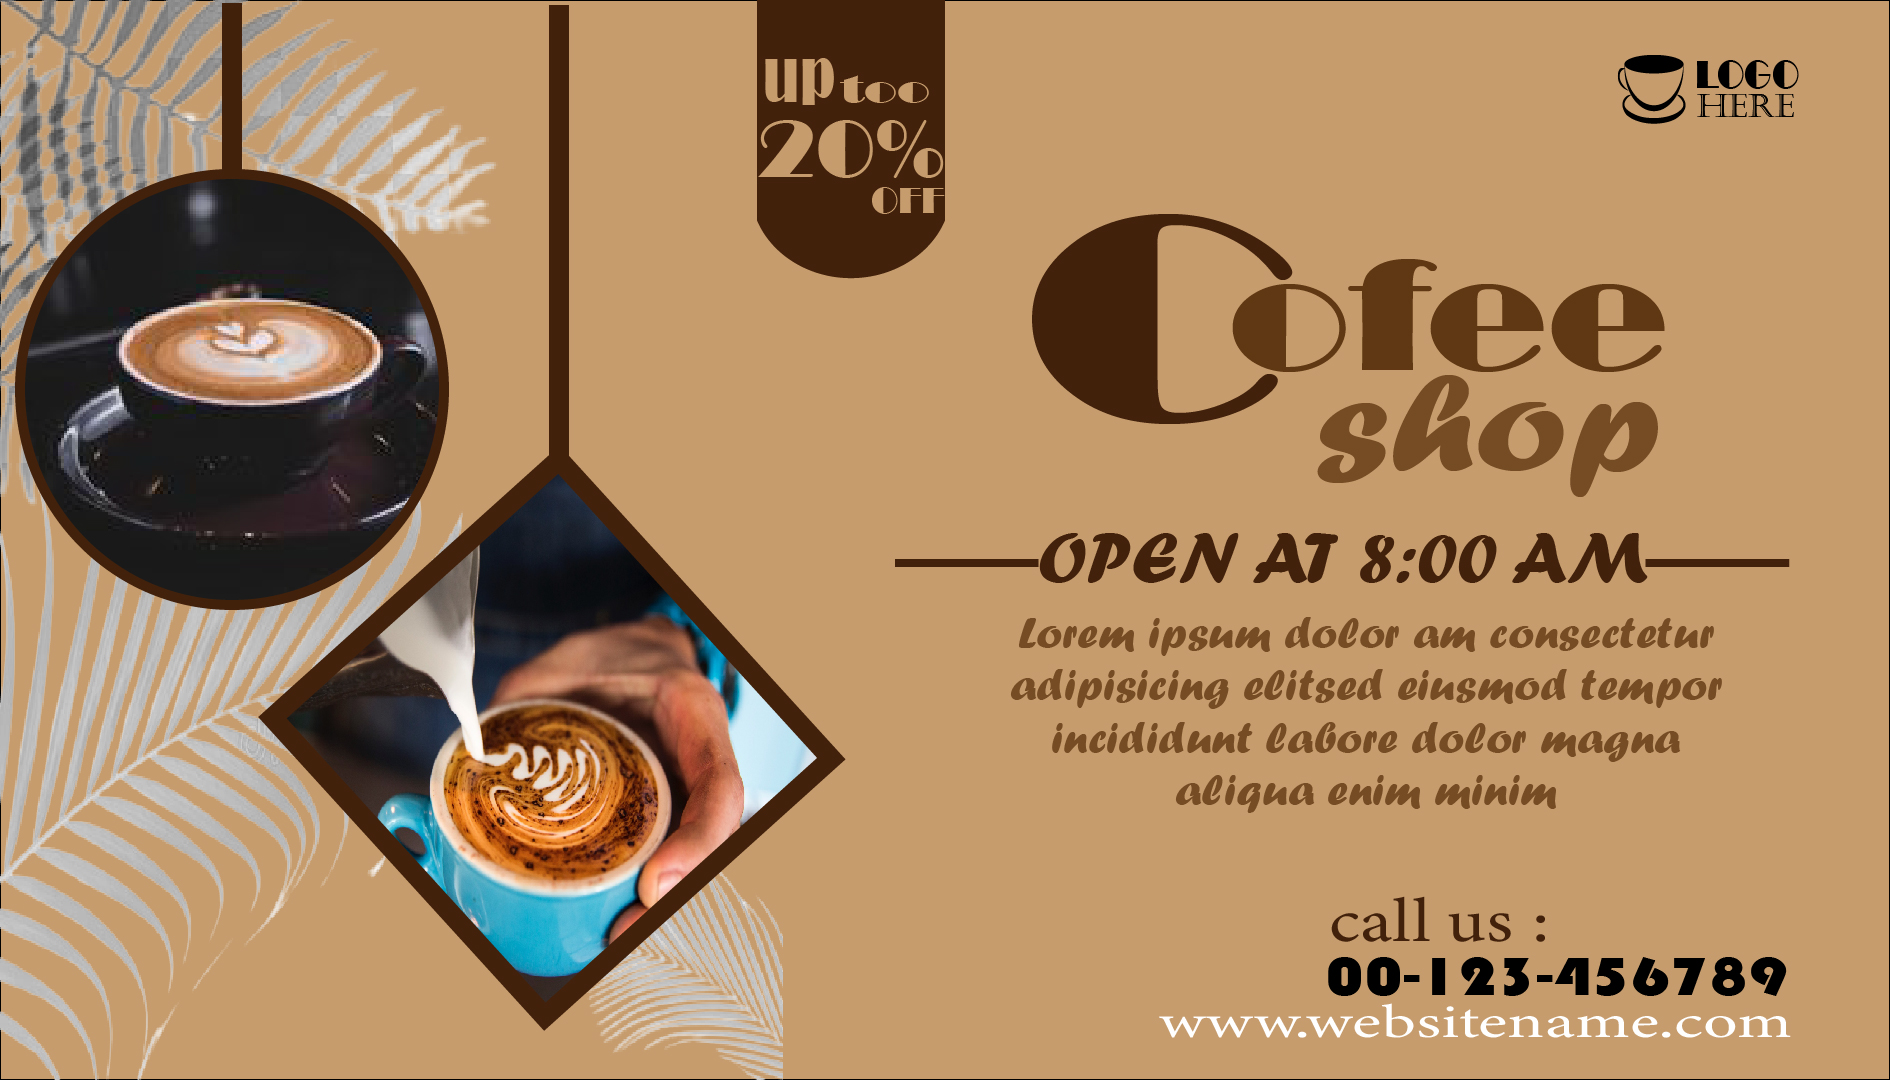 up too
20%
OFF
LOGO
HERE
Cofee
shop
OPEN AT 8:00 AM
Lorem ipsum dolor am consectetur
adipisicing elitsed eiusmod tempor
incididunt labore dolor magna
aliqua enim minim
call us :
00-123-456789
www.websitename.com